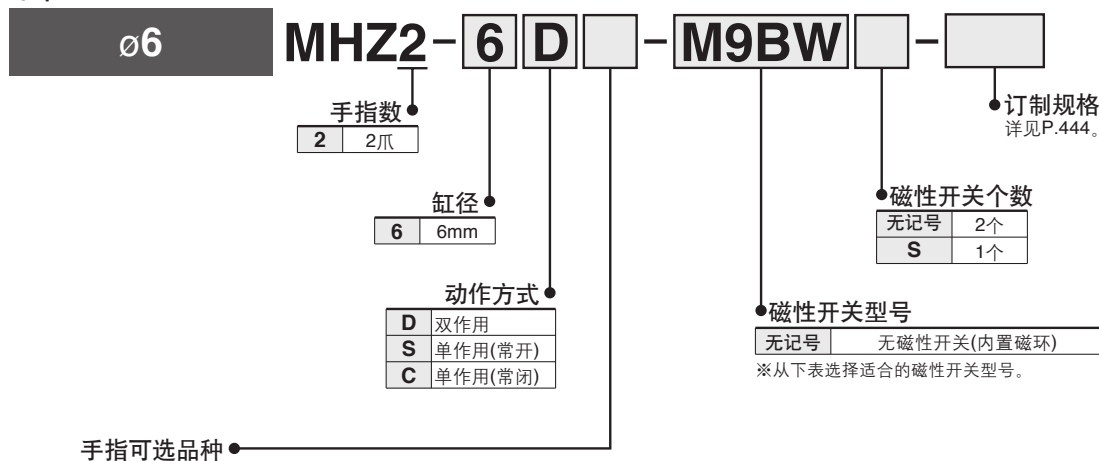 ø6
MHZ2-6D□-M9BW□-□
手指数
2 2爪
缸径
6 6mm
动作方式
D 双作用
S 单作用(常开)
C 单作用(常闭)
手指可选品种
订制规格
详见P.444。
磁性开关个数
无记号 2个
S 1个
磁性开关型号
无记号 无磁性开关(内置磁环)
※从下表选择适合的磁性开关型号。